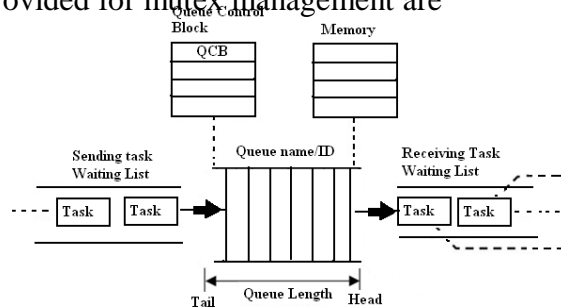 rovided for mutex management are
Queue Control
Block
QCB
Memory
Sending task
Waiting List
Queue name/ID
Receiving Task
Waiting List
Task Task
Task Task
Queue Length
Tail Head